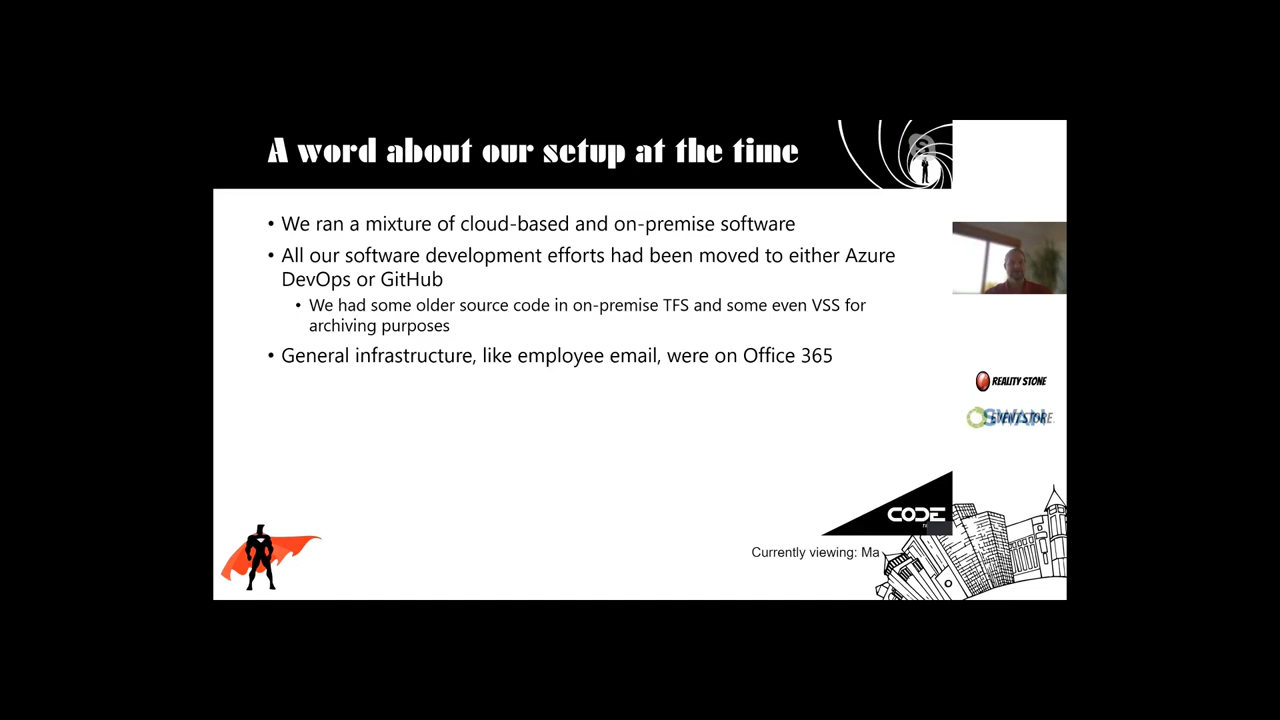 A word about our setup at the time
• We ran a mixture of cloud-based and on-premise software
• All our software development efforts had been moved to either Azure
DevOps or GitHub
• We had some older source code in on-premise TFS and some even VSS for
archiving purposes
• General infrastructure, like employee email, were on Office 365
REALITY STONE
SWAN
EVENTSTORE
CODE
Currently viewing: Ma